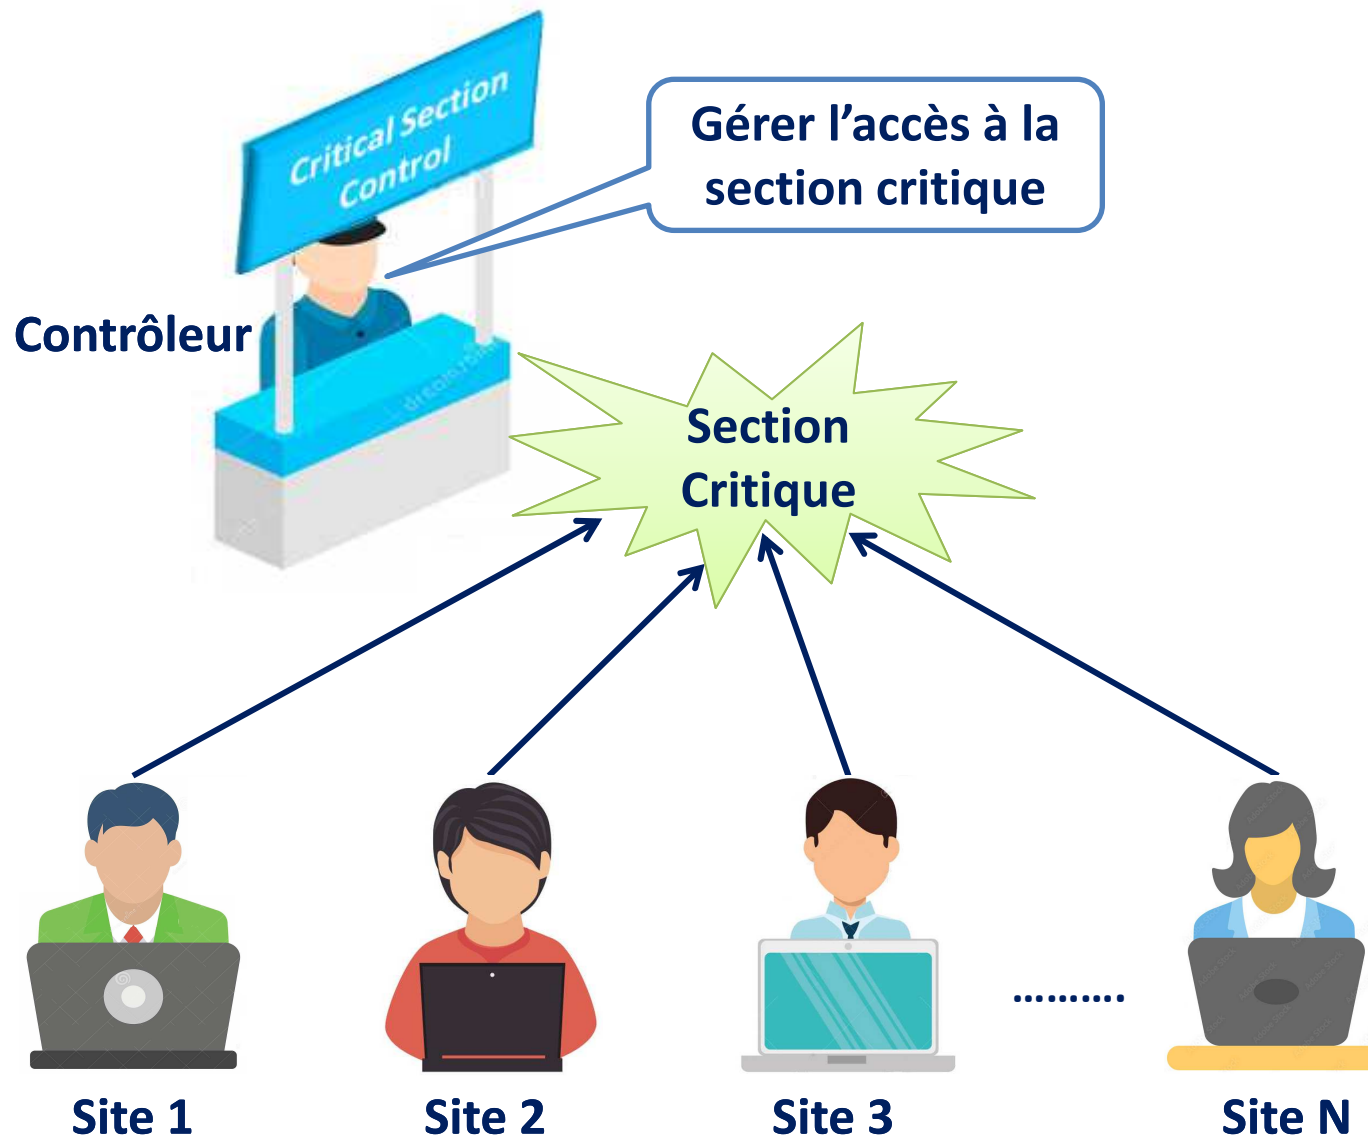 Critical Section
Control
Gérer l’accès à la
section critique
Contrôleur
Section
Critique
...........
Site 1
Site 2
Site 3
Site N